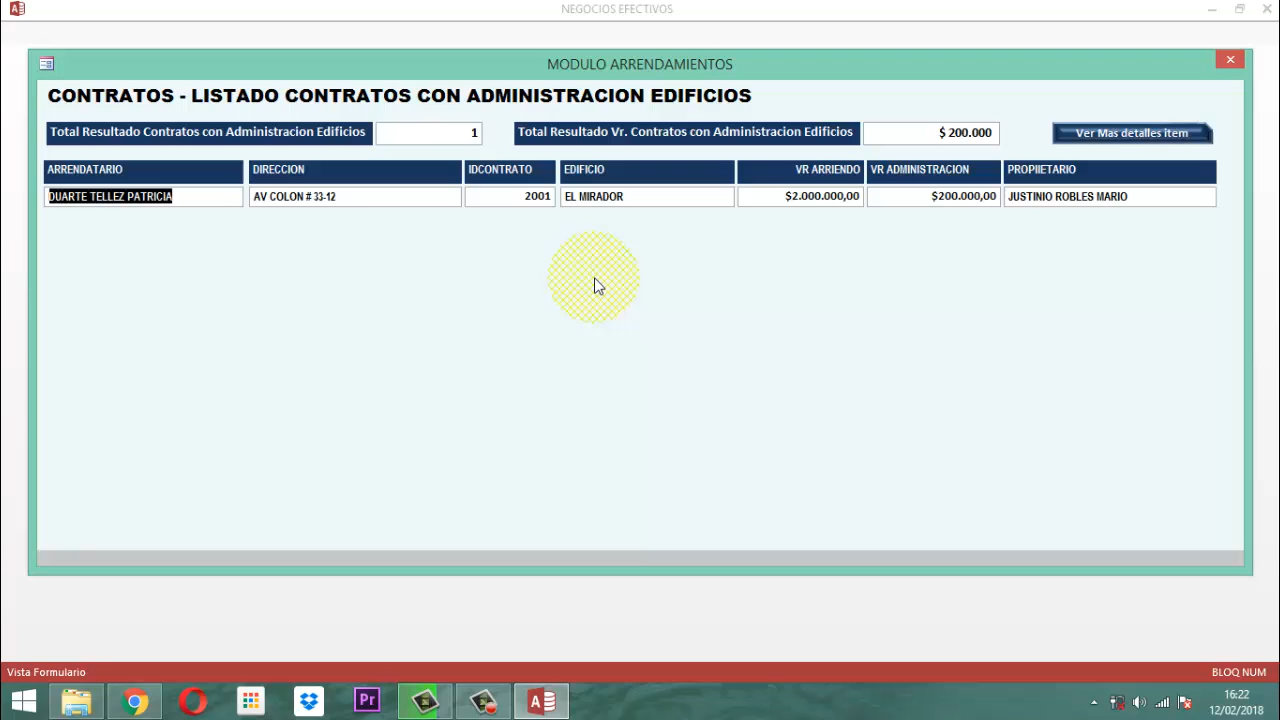 NEGOCIOS EFECTIVOS
MODULO ARRENDAMIENTOS
CONTRATOS - LISTADO CONTRATOS CON ADMINISTRACION EDIFICIOS
Total Resultado Contratos con Administracion Edificios 1 Total Resultado Vr. Contratos con Administracion Edificios $ 200.000 Ver Mas detalles item
ARRENDATARIO DIRECCION IDCONTRATO EDIFICIO VR ARRIENDO VR ADMINISTRACION PROPIIETARIO
DUARTE TELLEZ PATRICIA AV COLON # 33-12 2001 EL MIRADOR $2.000.000,00 $200.000,00 JUSTINIO ROBLES MARIO
Vista Formulario BLOQ NUM
Pr
16:22
12/02/2018